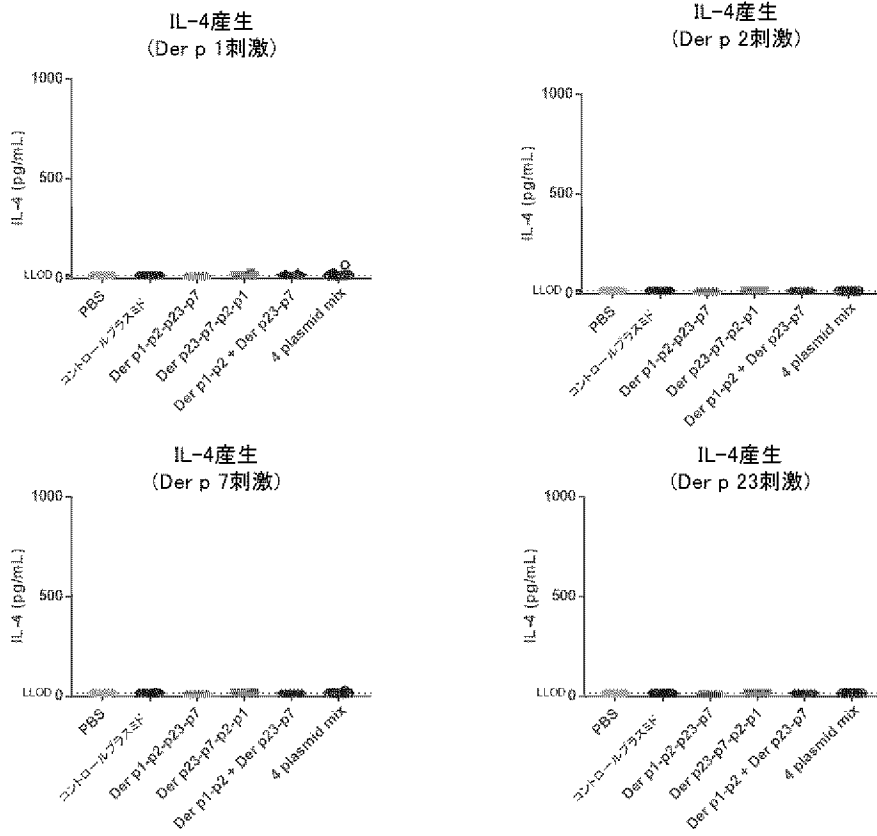 IL-4産生
(Der p 1刺激)
IL-4 (pg/mL)
1000
500
LLOD
0
PBS
コントロールプラスミド
Der p1-p2-p23-p7
Der p23-p7-p2-p1
Der p1-p2 + Der p23-p7
4 plasmid mix
IL-4産生
(Der p 2刺激)
IL-4 (pg/mL)
1000
500
LLOD
0
PBS
コントロールプラスミド
Der p1-p2-p23-p7
Der p23-p7-p2-p1
Der p1-p2 + Der p23-p7
4 plasmid mix
IL-4産生
(Der p 7刺激)
IL-4 (pg/mL)
1000
500
LLOD
0
PBS
コントロールプラスミド
Der p1-p2-p23-p7
Der p23-p7-p2-p1
Der p1-p2 + Der p23-p7
4 plasmid mix
IL-4産生
(Der p 23刺激)
IL-4 (pg/mL)
1000
500
LLOD
0
PBS
コントロールプラスミド
Der p1-p2-p23-p7
Der p23-p7-p2-p1
Der p1-p2 + Der p23-p7
4 plasmid mix